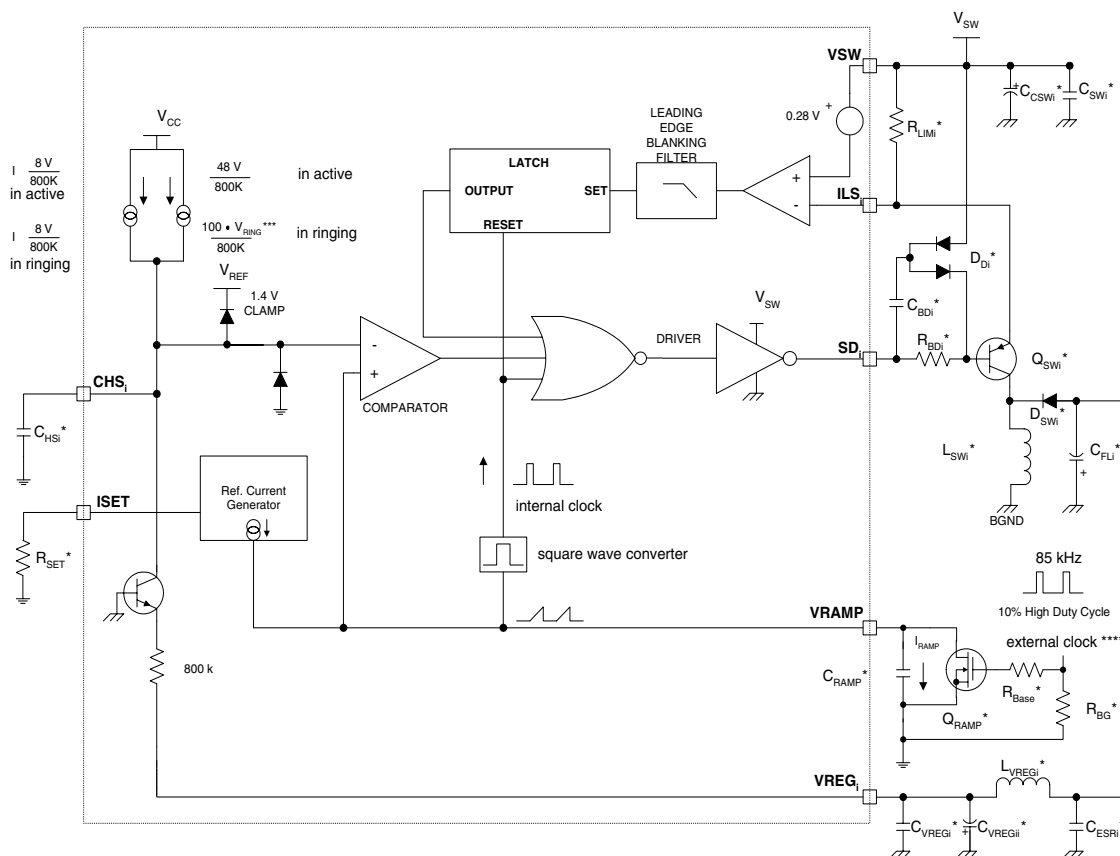 V_SW
VSW
0.28 V +
C_CSWi*
+
C_SWi*
R_LIMi*
LEADING
EDGE
BLANKING
FILTER
V_CC
I 8 V / 800K
in active
48 V / 800K
in active
I 8 V / 800K
in ringing
100 • V_RING*** / 800K
in ringing
LATCH
OUTPUT
SET
RESET
+
-
ILS_i
D_Di*
C_BDi*
V_REF
1.4 V
CLAMP
V_SW
DRIVER
SD_i
R_BDi*
Q_SWi*
-
+
COMPARATOR
CHS_i
C_HSi*
D_SWi*
L_SWi*
C_FLi*
+
BGND
Ref. Current
Generator
internal clock
ISET
R_SET*
square wave converter
85 kHz
10% High Duty Cycle
external clock ****
VRAMP
I_RAMP
C_RAMP*
R_Base*
R_BG*
Q_RAMP*
800 k
VREG_i
L_VREGi*
C_VREGi*
+
C_VREGii*
C_ESRi*